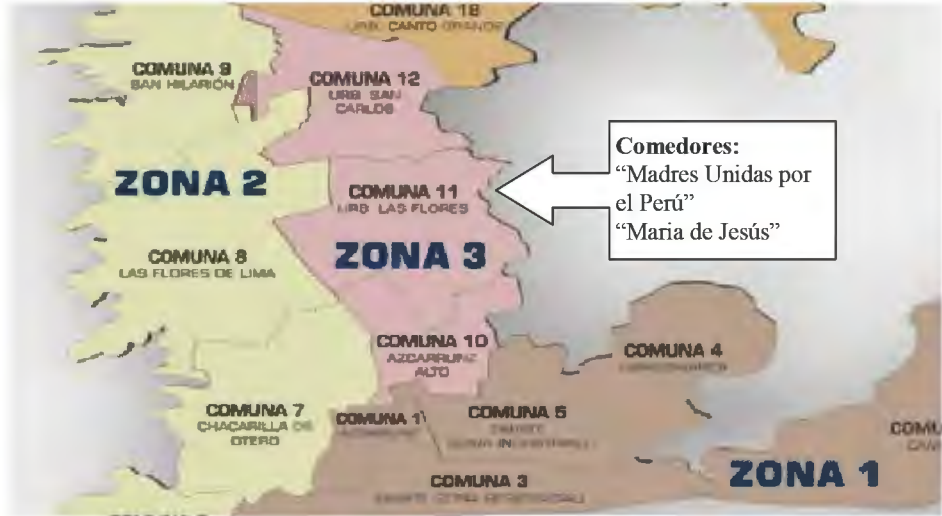 COMUNA 18
URB. CANTO GRANDE
COMUNA 9
SAN HILARIÓN
COMUNA 12
URB SAN
CARLOS
ZONA 2
COMUNA 11
URB LAS FLORES
Comedores:
“Madres Unidas por
el Perú”
“Maria de Jesús”
COMUNA 8
LAS FLORES DE LIMA
ZONA 3
COMUNA 10
AZCARRUNZ
ALTO
COMUNA 4
COMUNA 7
CHACARILLA DE
OTERO
COMUNA 1
COMUNA 5
COMUNA 3
ZONA 1